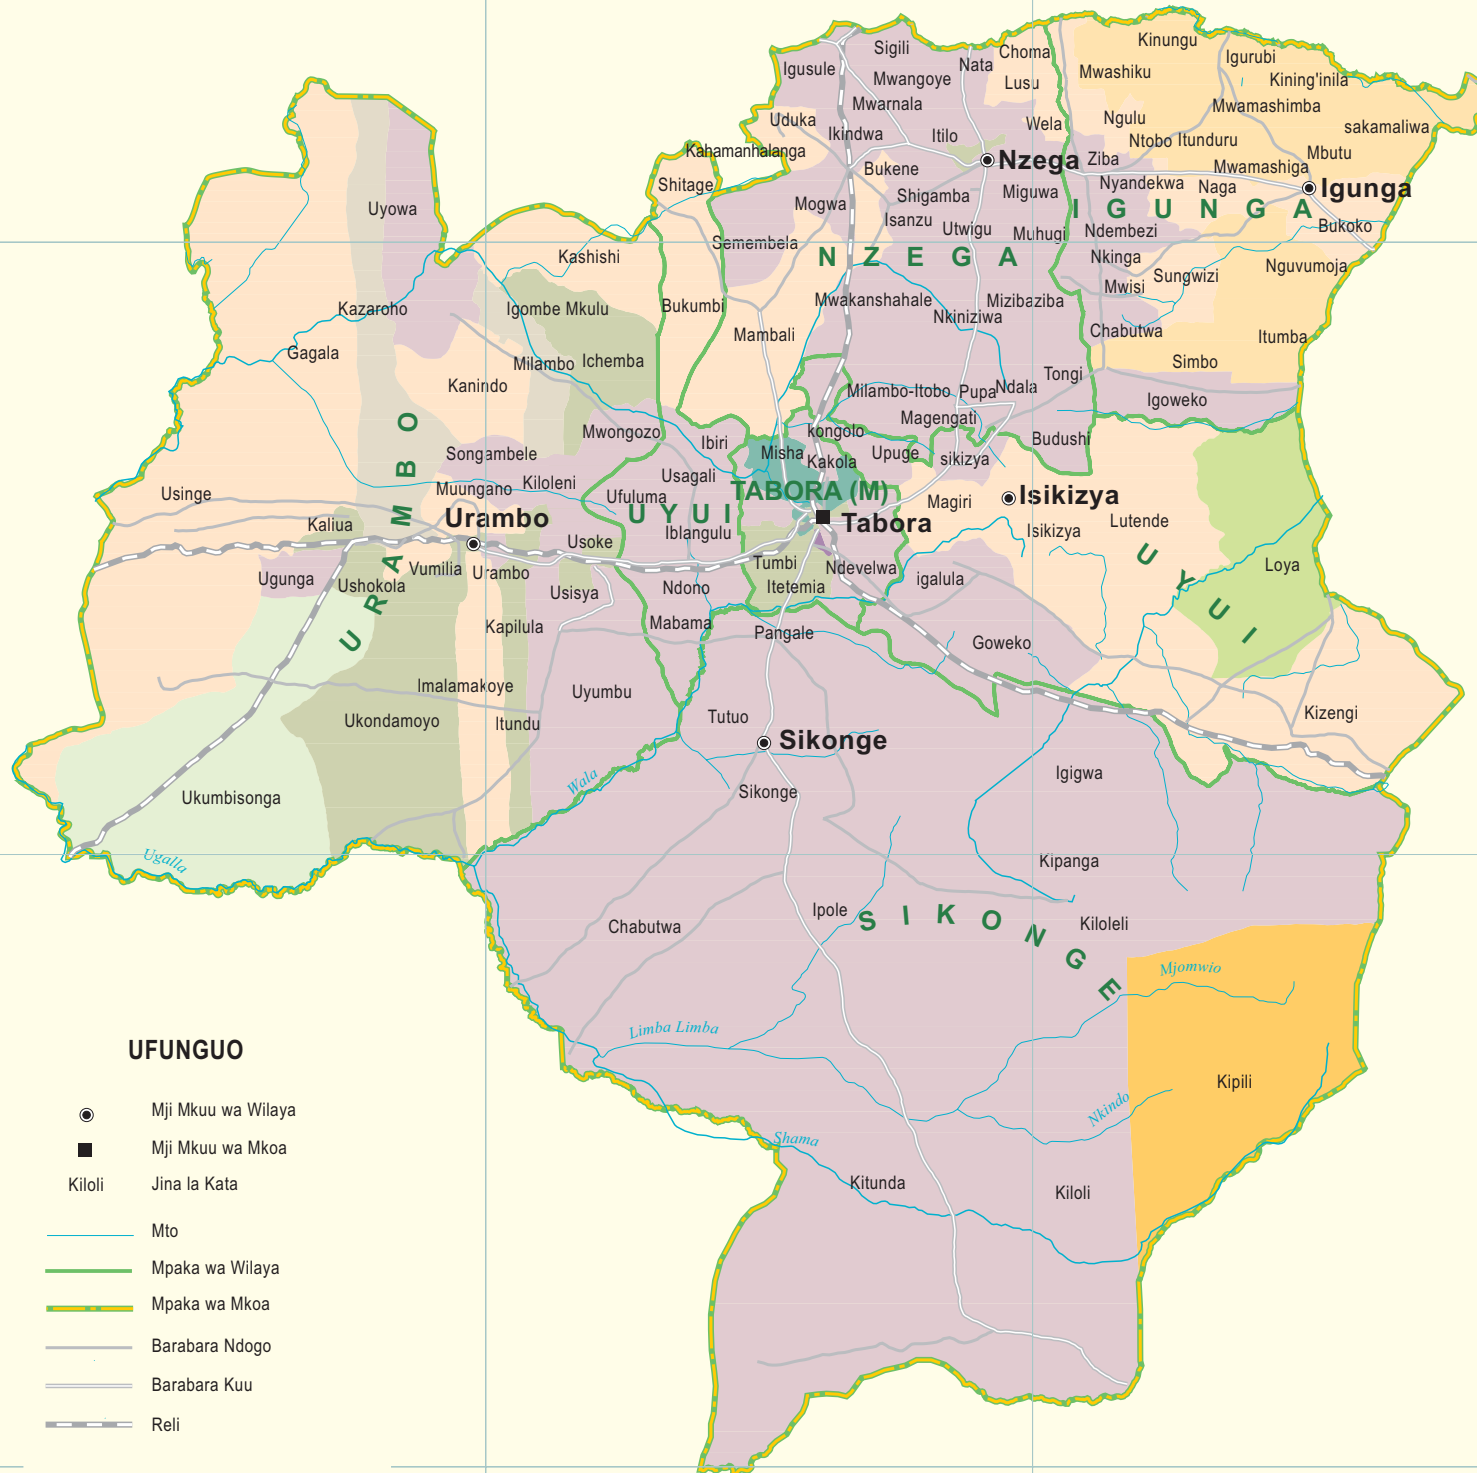 Kinungu
Sigili
Choma
Igurubi
Nata
Igusule
Mwashiku
Mwangoye
Lusu
Kining'inila
Mwarnala
Mwamashimba
Uduka
Ngulu
Wela
sakamaliwa
Ikindwa
Itilo
Ntobo
Itunduru
Kahamanhalanga
Mbutu
Nzega
Ziba
Bukene
Mwamashiga
Shitage
Nyandekwa
Naga
Igunga
Shigamba
Miguwa
Mogwa
IGUNGA
Uyowa
Isanzu
Utwigu
Muhugi
Ndembezi
Bukoko
Semembela
NZEGA
Kashishi
Nkinga
Nguvumoja
Sungwizi
Mwisi
Kazaroho
Igombe Mkulu
Bukumbi
Mwakanshahale
Mizibaziba
Nkiniziwa
Mambali
Chabutwa
Itumba
Gagala
Milambo
Ichemba
Simbo
Kanindo
Tongi
Milambo-Itobo
Pupa
Ndala
Igoweko
Magengati
Mwongozo
Ibiri
kongolo
Budushi
Songambele
Misha
Kakola
Upuge
sikizya
Usagali
Kiloleni
Muungano
Ufuluma
TABORA (M)
Usinge
Magiri
Isikizya
URAMBO
Urambo
UYUI
Tabora
Kaliua
Iblangulu
Isikizya
Lutende
Usoke
UYUI
Vumilia
Urambo
Tumbi
Ndevelwa
Loya
Ugunga
Ushokola
Usisya
Ndono
Itetemia
igalula
Kapilula
Mabama
Pangale
Goweko
Imalamakoye
Uyumbu
Ukondamoyo
Itundu
Tutuo
Kizengi
Sikonge
Wala
Igigwa
Ukumbisonga
Sikonge
Ugalla
Kipanga
Ipole
SIKONGE
Chabutwa
Kiloleli
Mjomwio
Limba Limba
Kipili
Nkindo
Shama
Kitunda
Kiloli
UFUNGUO
Mji Mkuu wa Wilaya
Mji Mkuu wa Mkoa
Kiloli
Jina la Kata
Mto
Mpaka wa Wilaya
Mpaka wa Mkoa
Barabara Ndogo
Barabara Kuu
Reli